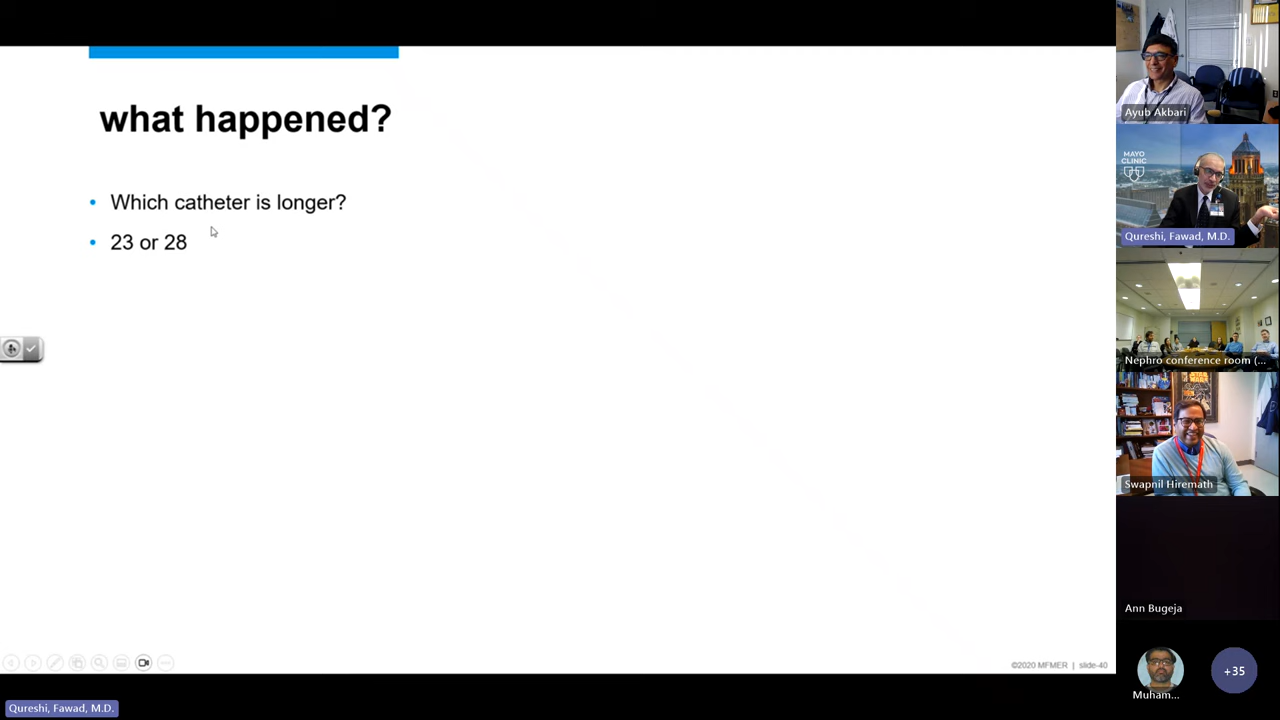 what happened?
• Which catheter is longer?
• 23 or 28
©2020 MFMER | slide-40
Qureshi, Fawad, M.D.
Ayub Akbari
MAYO
CLINIC
Qureshi, Fawad, M.D.
Nephro conference room (...
Swapnil Hiremath
Ann Bugeja
Muham...
+35